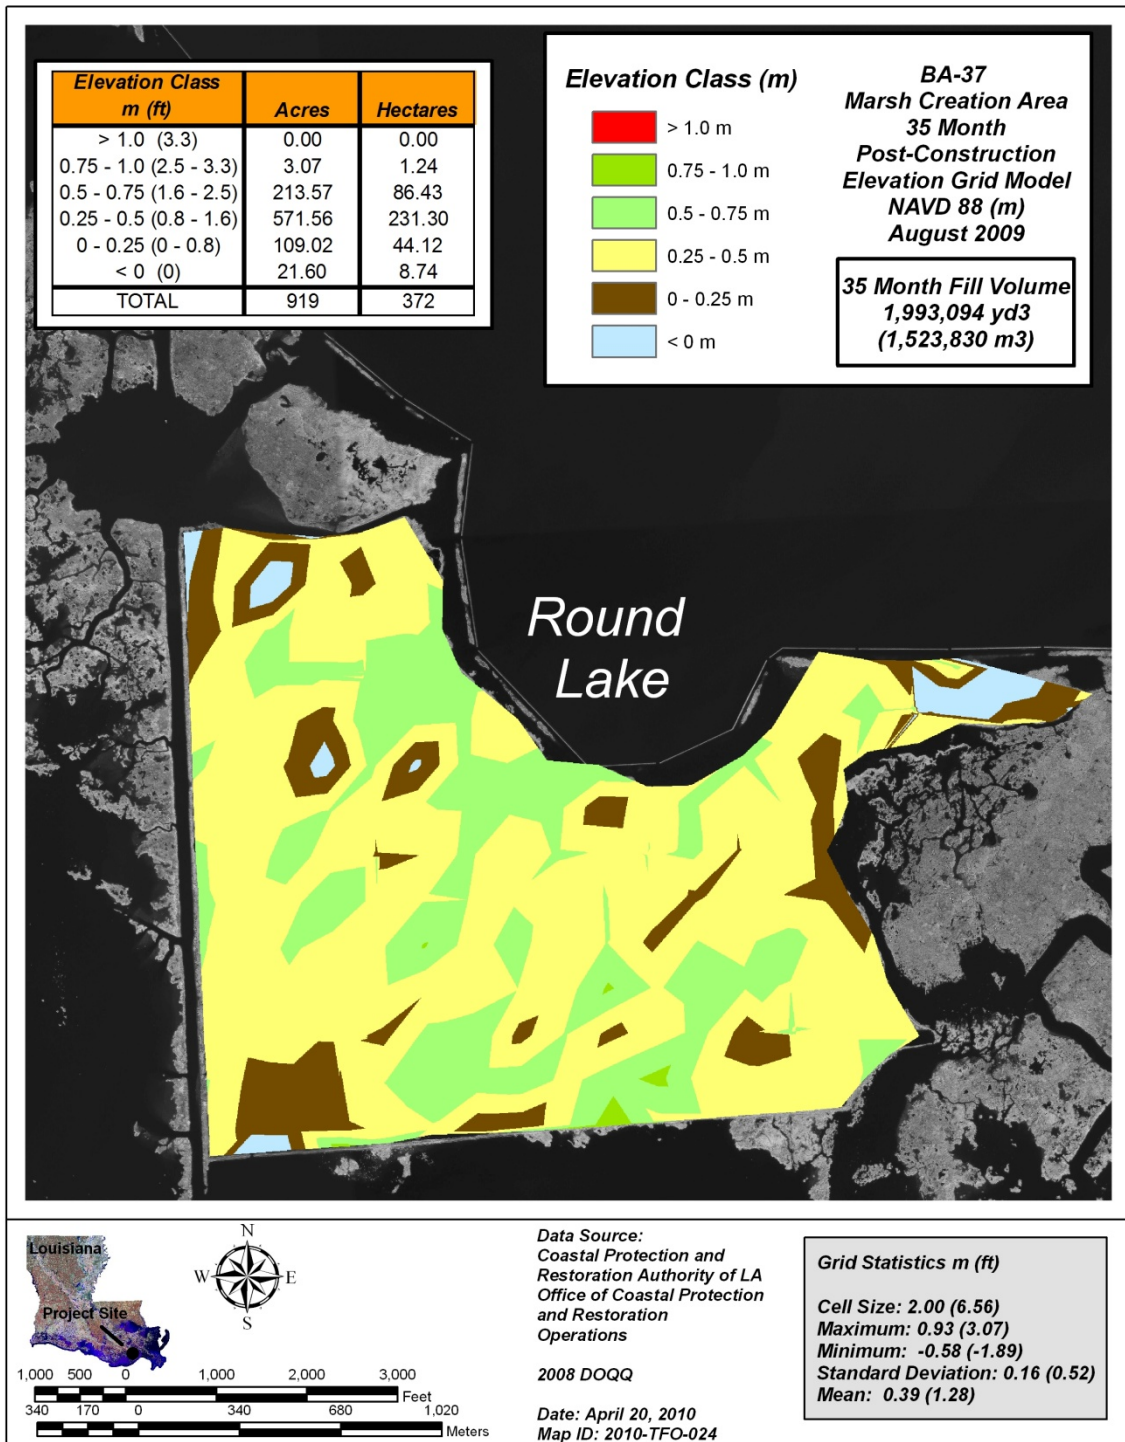 Elevation Class
m (ft) Acres Hectares
> 1.0 (3.3) 0.00 0.00
0.75 - 1.0 (2.5 - 3.3) 3.07 1.24
0.5 - 0.75 (1.6 - 2.5) 213.57 86.43
0.25 - 0.5 (0.8 - 1.6) 571.56 231.30
0 - 0.25 (0 - 0.8) 109.02 44.12
< 0 (0) 21.60 8.74
TOTAL 919 372
Elevation Class (m)
> 1.0 m
0.75 - 1.0 m
0.5 - 0.75 m
0.25 - 0.5 m
0 - 0.25 m
< 0 m
BA-37
Marsh Creation Area
35 Month
Post-Construction
Elevation Grid Model
NAVD 88 (m)
August 2009
35 Month Fill Volume
1,993,094 yd3
(1,523,830 m3)
Round
Lake
Louisiana
Project Site
N
W E
S
1,000 500 0 1,000 2,000 3,000
Feet
340 170 0 340 680 1,020
Meters
Data Source:
Coastal Protection and
Restoration Authority of LA
Office of Coastal Protection
and Restoration
Operations
2008 DOQQ
Date: April 20, 2010
Map ID: 2010-TFO-024
Grid Statistics m (ft)
Cell Size: 2.00 (6.56)
Maximum: 0.93 (3.07)
Minimum: -0.58 (-1.89)
Standard Deviation: 0.16 (0.52)
Mean: 0.39 (1.28)